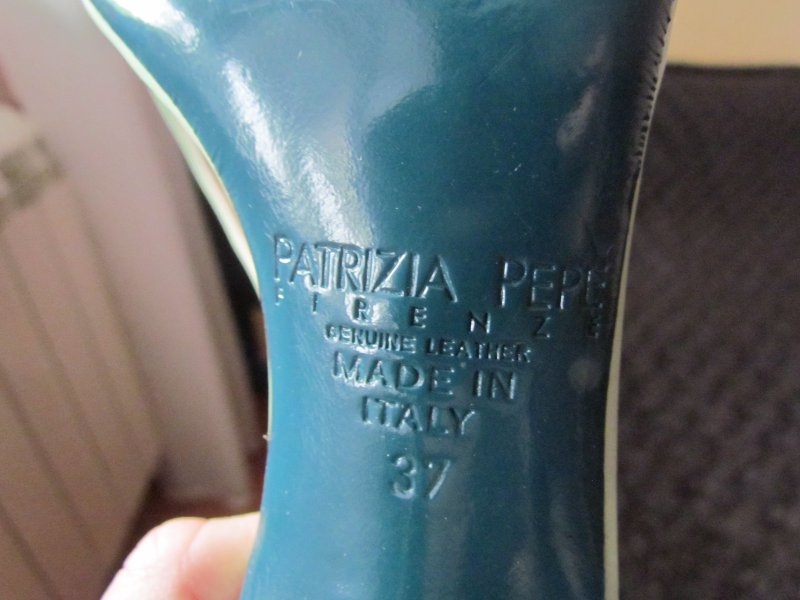 PATRIZIA PEPE
FIRENZE
GENUINE LEATHER
MADE IN
ITALY
37